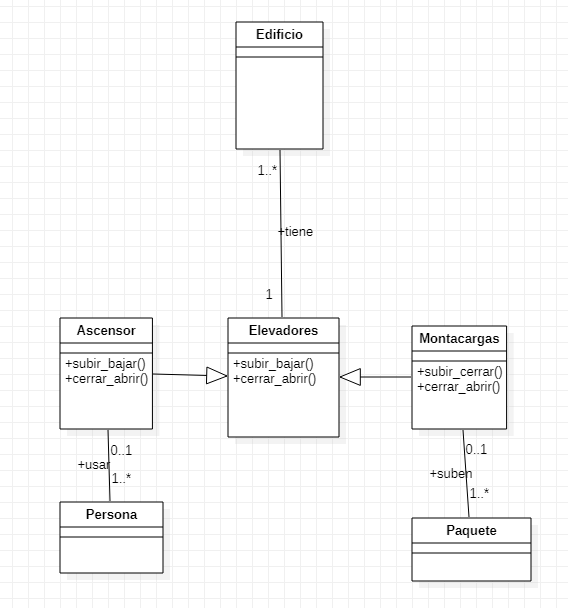 Edificio
1..*
+tiene
1
Ascensor
+subir_bajar()
+cerrar_abrir()
Elevadores
+subir_bajar()
+cerrar_abrir()
Montacargas
+subir_cerrar()
+cerrar_abrir()
0..1
+usar
1..*
Persona
0..1
+suben
1..*
Paquete